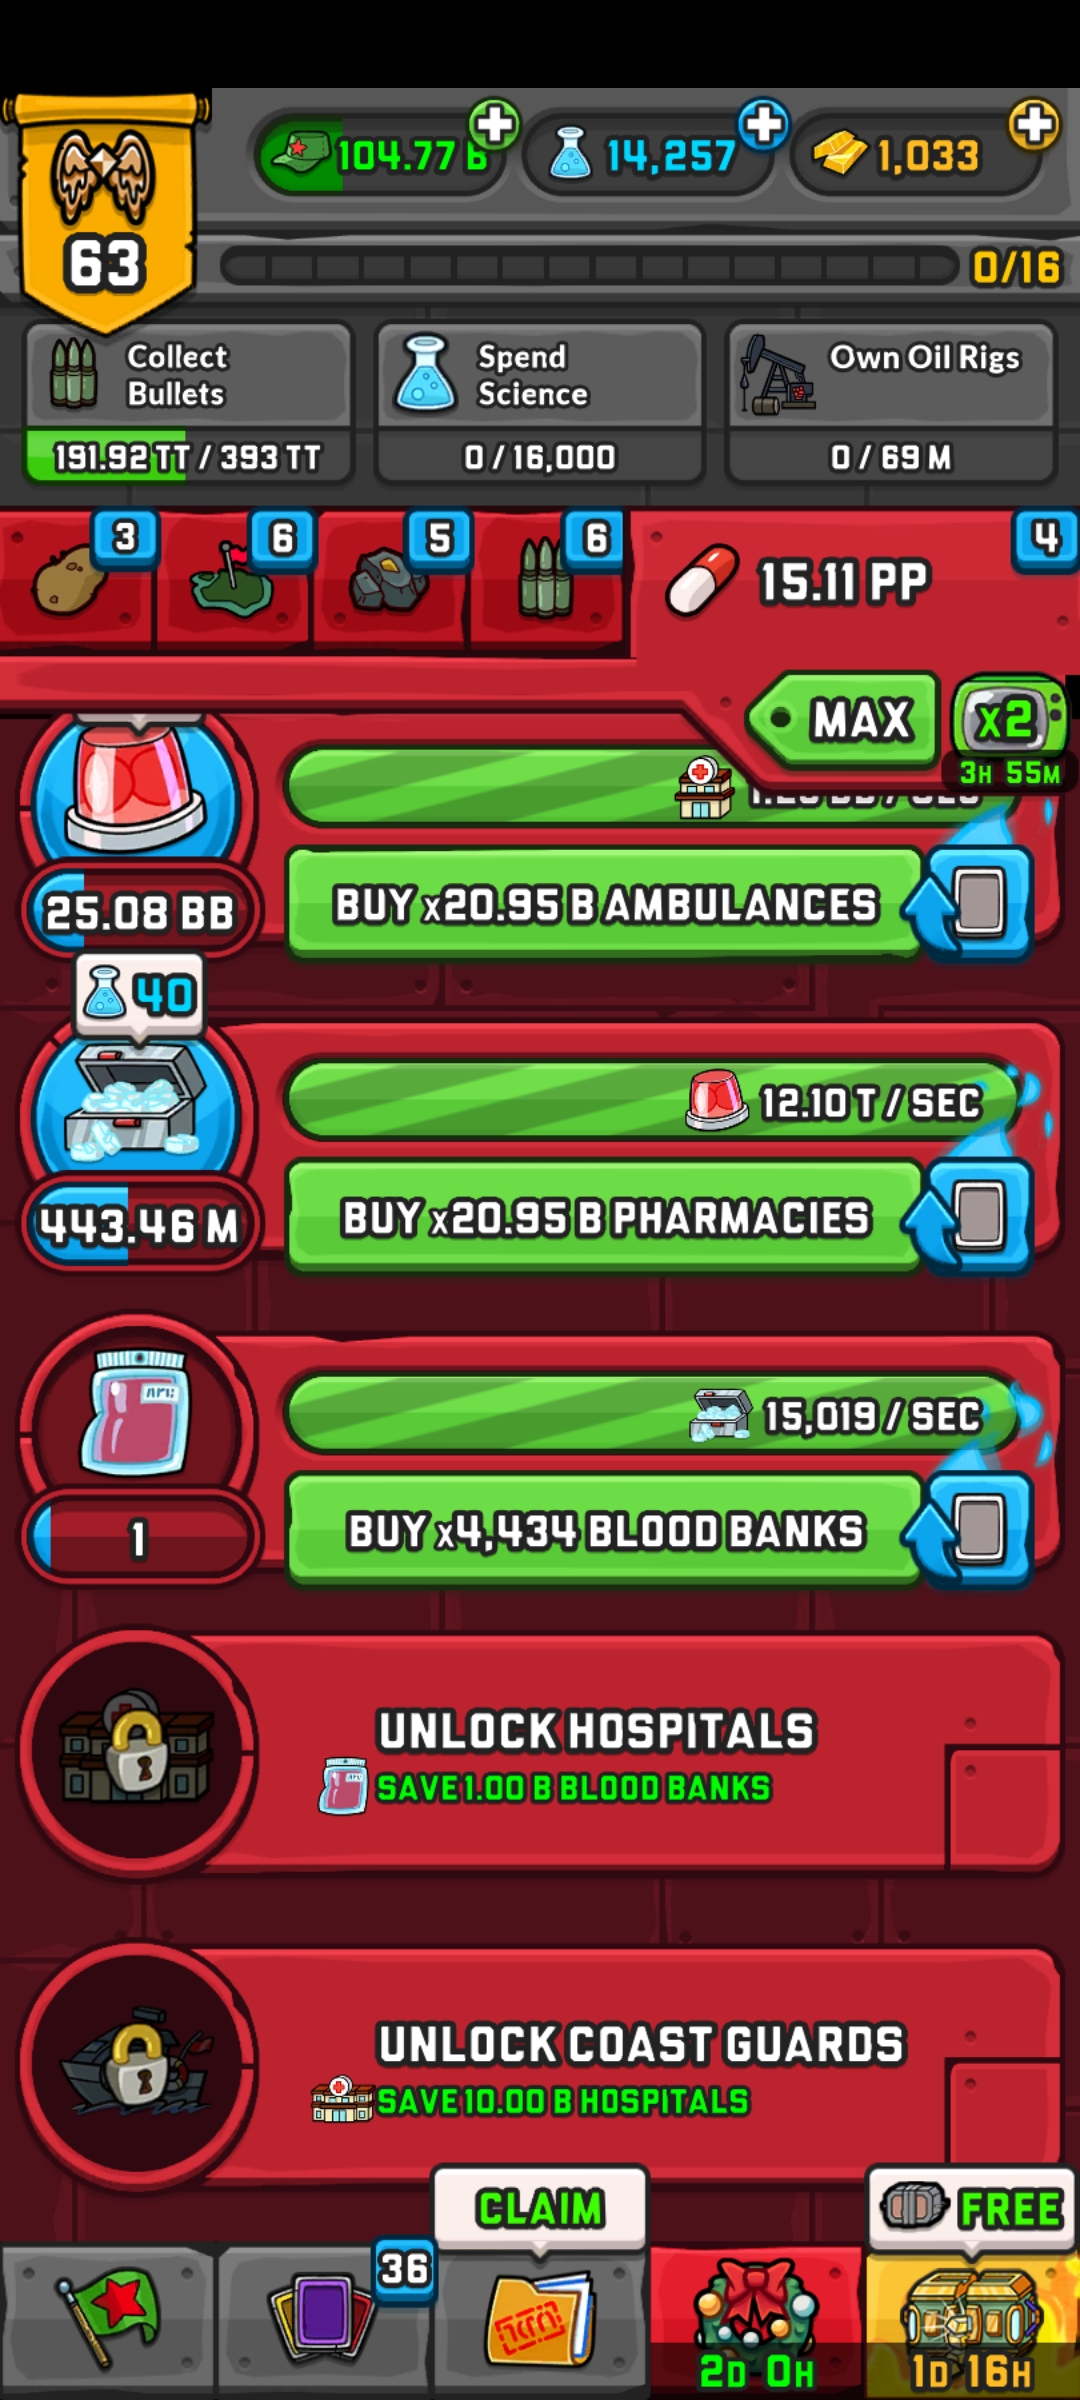 63
104.77 B
14,257
1,033
0/16
Collect
Bullets
191.92 TT / 393 TT
Spend
Science
0 / 16,000
Own Oil Rigs
0 / 69 M
3
6
5
6
15.11 PP
4
MAX
x2
3H 55M
25.08 BB
BUY x20.95 B AMBULANCES
40
12.10 T / SEC
443.46 M
BUY x20.95 B PHARMACIES
15,019 / SEC
1
BUY x4,434 BLOOD BANKS
UNLOCK HOSPITALS
SAVE 1.00 B BLOOD BANKS
UNLOCK COAST GUARDS
SAVE 10.00 B HOSPITALS
CLAIM
FREE
36
2D 0H
1D 16H